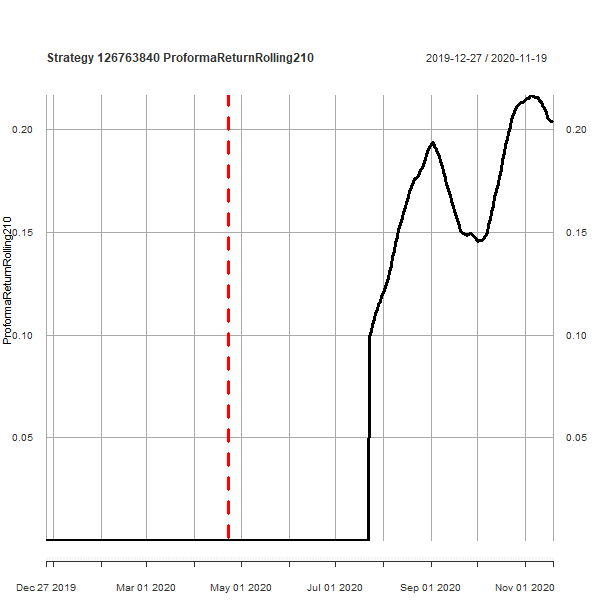 Strategy 126763840 ProformaReturnRolling210
2019-12-27 / 2020-11-19
ProformaReturnRolling210
0.20
0.20
0.15
0.15
0.10
0.10
0.05
0.05
Dec 27 2019
Mar 01 2020
May 01 2020
Jul 01 2020
Sep 01 2020
Nov 01 2020